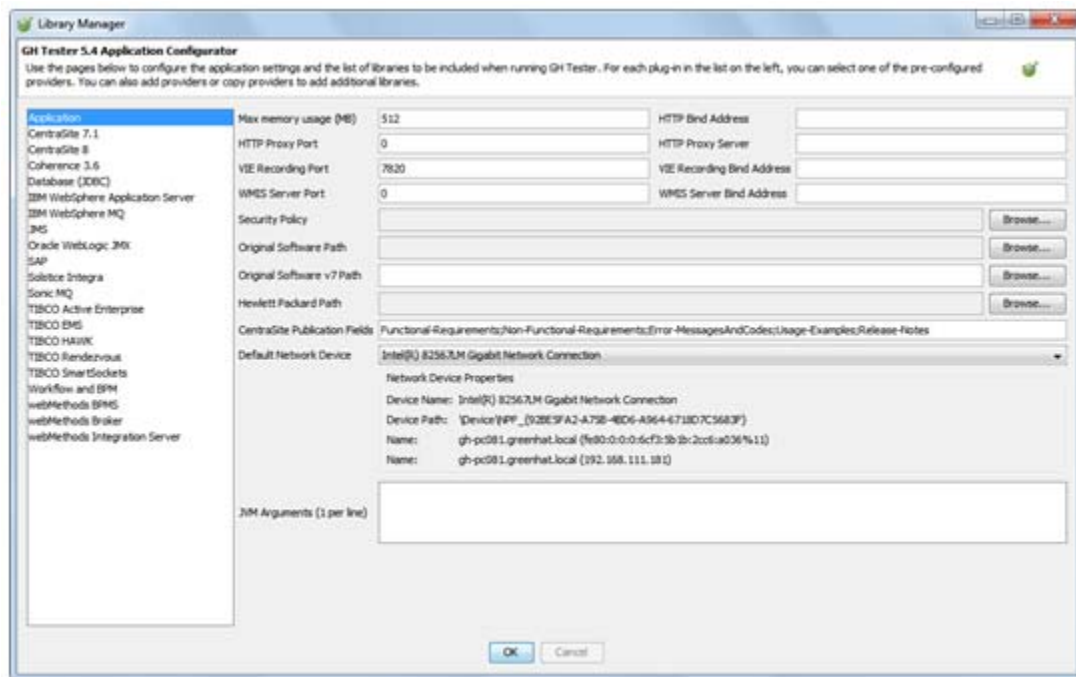 Library Manager
GH Tester 5.4 Application Configurator
Use the pages below to configure the application settings and the list of libraries to be included when running GH Tester. For each plug-in in the list on the left, you can select one of the pre-configured
providers. You can also add providers or copy providers to add additional libraries.
Application
CentraSite 7.1
CentraSite 8
Coherence 3.6
Database (JDBC)
IBM WebSphere Application Server
IBM WebSphere MQ
JMS
Oracle WebLogic JMX
SAP
Solstice Integra
Sonic MQ
TIBCO Active Enterprise
TIBCO EMS
TIBCO HAWK
TIBCO Rendezvous
TIBCO SmartSockets
Workflow and BPM
webMethods BPMS
webMethods Broker
webMethods Integration Server
Max memory usage (MB) 512 HTTP Bind Address
HTTP Proxy Port 0 HTTP Proxy Server
VIE Recording Port 7820 VIE Recording Bind Address
WMIS Server Port 0 WMIS Server Bind Address
Security Policy Browse...
Original Software Path Browse...
Original Software v7 Path Browse...
Hewlett Packard Path Browse...
CentraSite Publication Fields Functional-Requirements;Non-Functional-Requirements;Error-MessagesAndCodes;Usage-Examples;Release-Notes
Default Network Device Intel(R) 82567LM Gigabit Network Connection
Network Device Properties
Device Name: Intel(R) 82567LM Gigabit Network Connection
Device Path:
Name: gh-pc081.greenhat.local (fe80:0:0:0:6cf3:5b1b:2cc6:a036%11)
Name: gh-pc081.greenhat.local (192.168.111.181)
JVM Arguments (1 per line)
OK Cancel